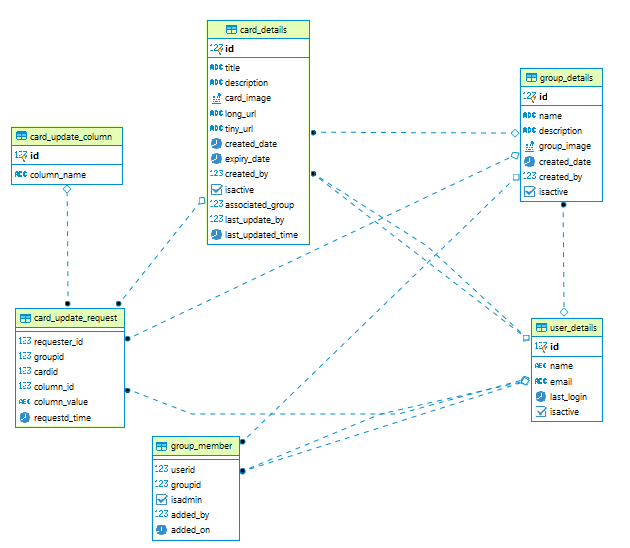 card_details
123 id
ABC title
ABC description
card_image
ABC long_url
ABC tiny_url
created_date
expiry_date
123 created_by
isactive
123 associated_group
123 last_update_by
last_updated_time
group_details
123 id
ABC name
ABC description
group_image
created_date
123 created_by
isactive
card_update_column
123 id
ABC column_name
card_update_request
123 requester_id
123 groupid
123 cardid
123 column_id
ABC column_value
requestd_time
user_details
123 id
ABC name
ABC email
last_login
isactive
group_member
123 userid
123 groupid
isadmin
123 added_by
added_on